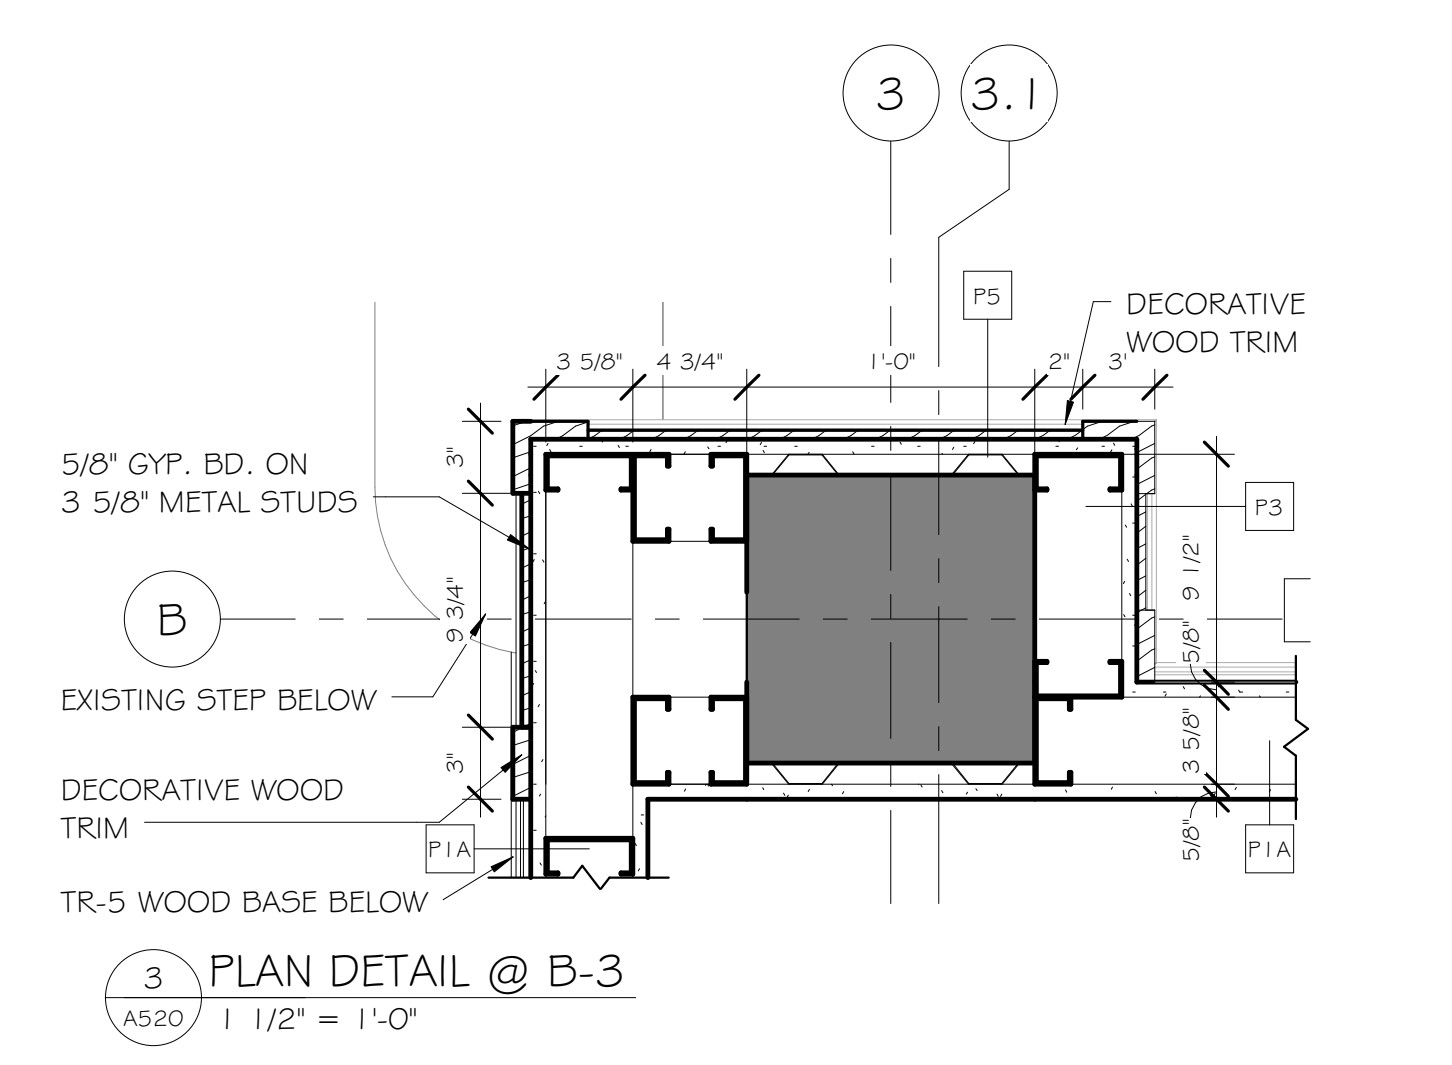 3
3.1
P5
DECORATIVE
WOOD TRIM
3 5/8"
4 3/4"
1'-0"
2"
3'
5/8" GYP. BD. ON
3 5/8" METAL STUDS
3"
P3
9 1/2"
9 3/4"
B
5/8"
EXISTING STEP BELOW
3 5/8"
3"
DECORATIVE WOOD
TRIM
P1A
5/8"
P1A
TR-5 WOOD BASE BELOW
3
A520
PLAN DETAIL @ B-3
1 1/2" = 1'-0"